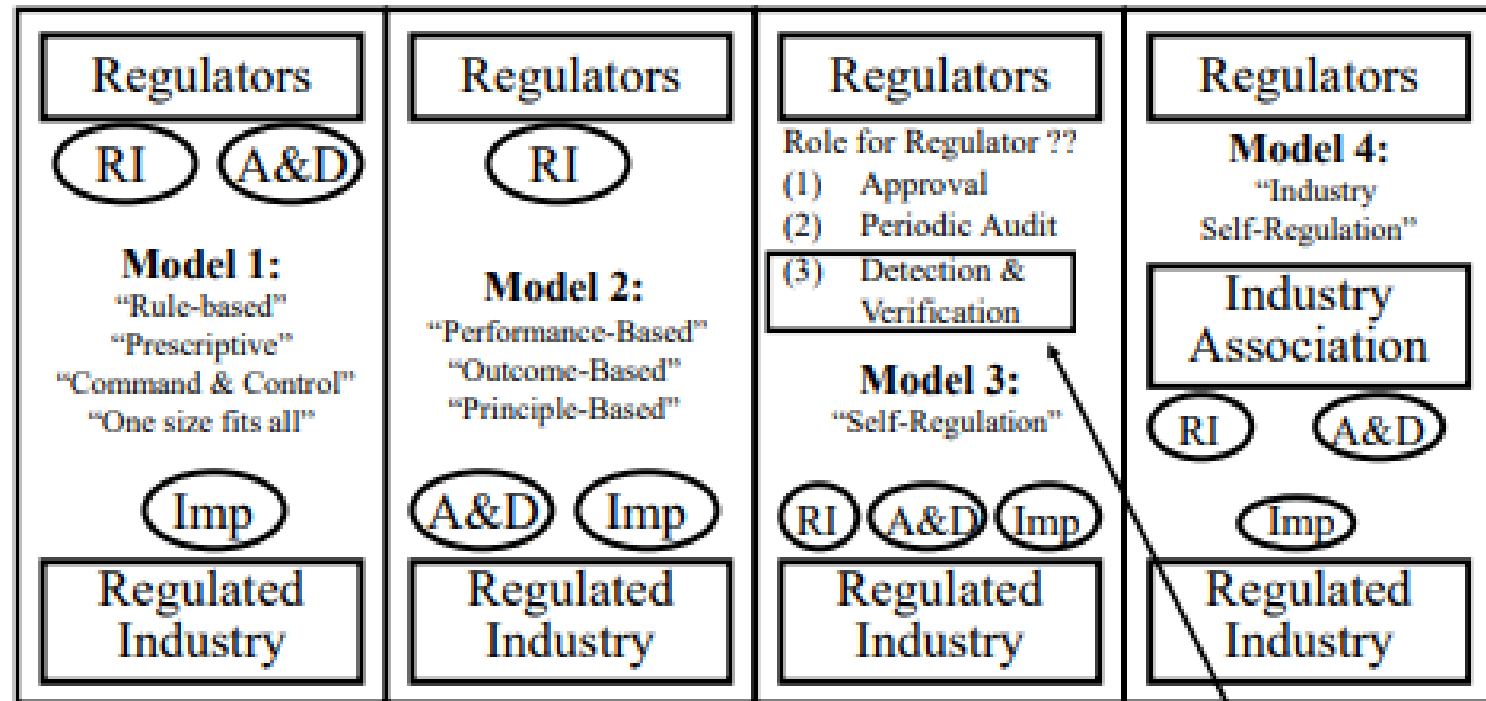 Regulators
RI
A&D
Model 1:
“Rule-based”
“Prescriptive”
“Command & Control”
“One size fits all”
Imp
Regulated
Industry
Regulators
RI
Model 2:
“Performance-Based”
“Outcome-Based”
“Principle-Based”
A&D
Imp
Regulated
Industry
Regulators
Role for Regulator ??
(1) Approval
(2) Periodic Audit
(3) Detection &
Verification
Model 3:
“Self-Regulation”
RI
A&D
Imp
Regulated
Industry
Regulators
Model 4:
“Industry
Self-Regulation”
Industry
Association
RI
A&D
Imp
Regulated
Industry